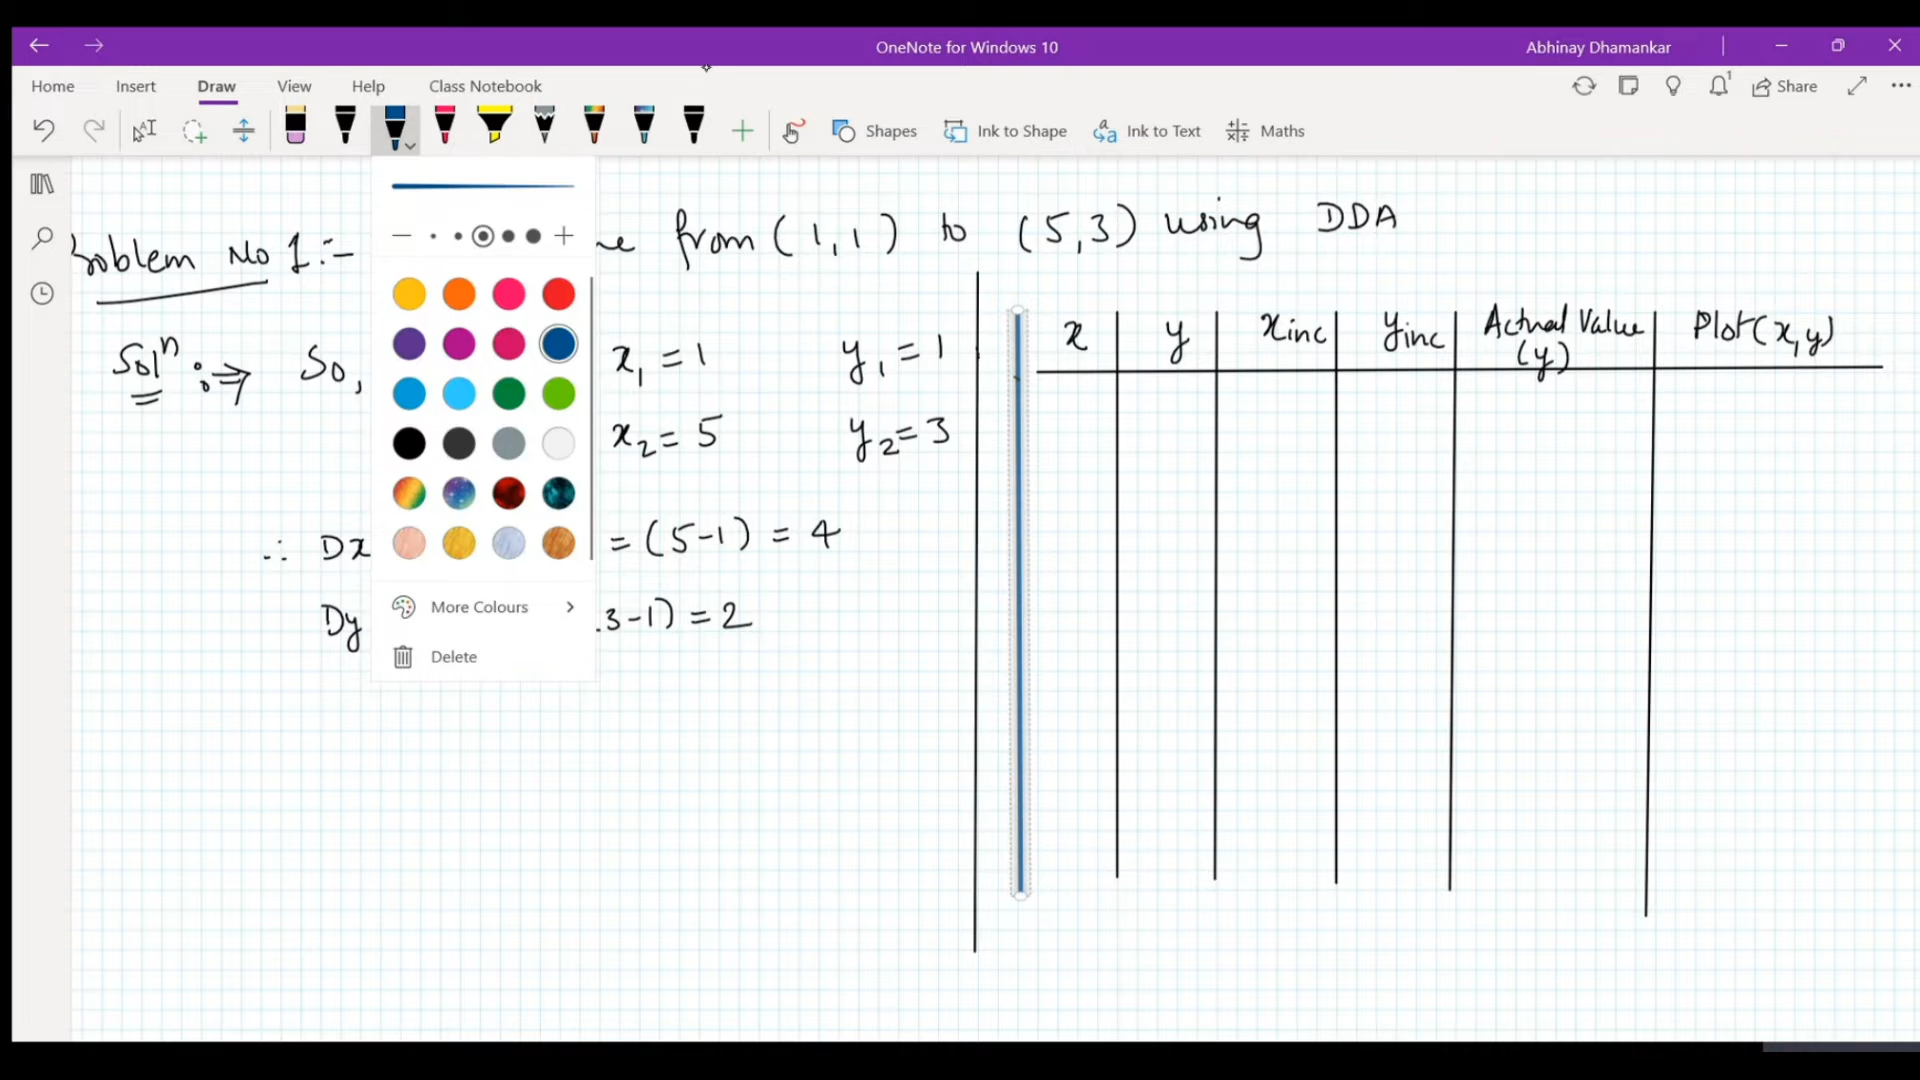 OneNote for Windows 10
Abhinay Dhamankar
Home Insert Draw View Help Class Notebook
1
Share
Shapes Ink to Shape Ink to Text Maths
roblem No 1 :-
ne from (1,1) to (5,3) using DDA
Solⁿ :⇒ So, x₁ = 1 y₁ = 1
x₂ = 5 y₂ = 3
∴ Dx = (5-1) = 4
Dy 3-1) = 2
More Colours
Delete
x y xinc yinc Actual Value Plot(x,y)
(y)